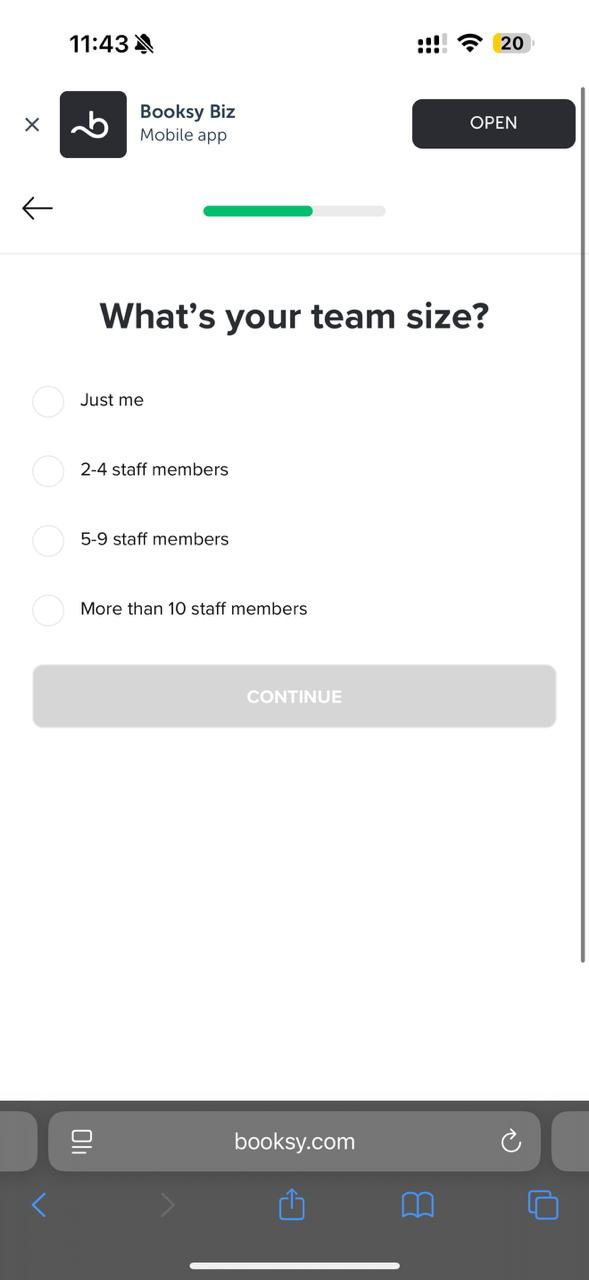 11:43
20
Booksy Biz
Mobile app
OPEN
What's your team size?
Just me
2-4 staff members
5-9 staff members
More than 10 staff members
CONTINUE
booksy.com